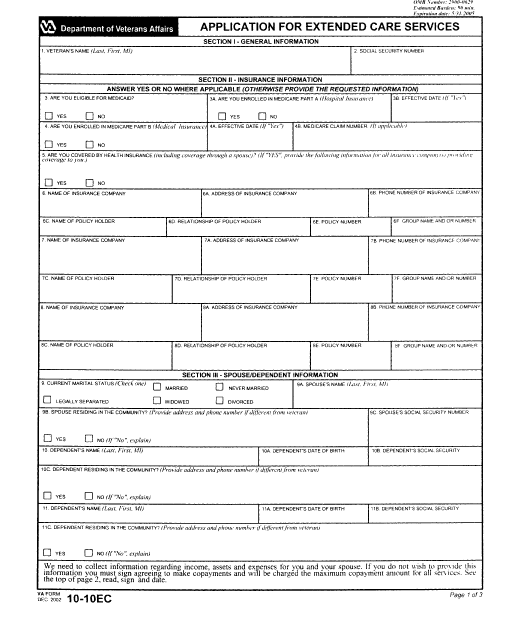 OMB Number: 2900-0629
Estimated Burden: 90 min.
Expiration date: 5-31-2005
VA Department of Veterans Affairs
APPLICATION FOR EXTENDED CARE SERVICES
SECTION I - GENERAL INFORMATION
1. VETERAN'S NAME (Last, First, MI)
2. SOCIAL SECURITY NUMBER
SECTION II - INSURANCE INFORMATION
ANSWER YES OR NO WHERE APPLICABLE (OTHERWISE PROVIDE THE REQUESTED INFORMATION)
3. ARE YOU ELIGIBLE FOR MEDICAID?
3A. ARE YOU ENROLLED IN MEDICARE PART A (Hospital Insurance)
3B. EFFECTIVE DATE (If "Yes")
YES NO
YES NO
4. ARE YOU ENROLLED IN MEDICARE PART B (Medical Insurance)
4A. EFFECTIVE DATE (If "Yes")
4B. MEDICARE CLAIM NUMBER (If applicable)
YES NO
5. ARE YOU COVERED BY HEALTH INSURANCE (including coverage through a spouse)? (If "YES", provide the following information for all insurance company(s) providing
coverage to you)
YES NO
6. NAME OF INSURANCE COMPANY
6A. ADDRESS OF INSURANCE COMPANY
6B. PHONE NUMBER OF INSURANCE COMPANY
6C. NAME OF POLICY HOLDER
6D. RELATIONSHIP OF POLICY HOLDER
6E. POLICY NUMBER
6F. GROUP NAME AND/OR NUMBER
7. NAME OF INSURANCE COMPANY
7A. ADDRESS OF INSURANCE COMPANY
7B. PHONE NUMBER OF INSURANCE COMPANY
7C. NAME OF POLICY HOLDER
7D. RELATIONSHIP OF POLICY HOLDER
7E. POLICY NUMBER
7F. GROUP NAME AND/OR NUMBER
8. NAME OF INSURANCE COMPANY
8A. ADDRESS OF INSURANCE COMPANY
8B. PHONE NUMBER OF INSURANCE COMPANY
8C. NAME OF POLICY HOLDER
8D. RELATIONSHIP OF POLICY HOLDER
8E. POLICY NUMBER
8F. GROUP NAME AND/OR NUMBER
SECTION III - SPOUSE/DEPENDENT INFORMATION
9. CURRENT MARITAL STATUS (Check one)
MARRIED
NEVER MARRIED
9A. SPOUSE'S NAME (Last, First, MI)
LEGALLY SEPARATED
WIDOWED
DIVORCED
9B. SPOUSE RESIDING IN THE COMMUNITY? (Provide address and phone number if different from veteran)
9C. SPOUSE'S SOCIAL SECURITY NUMBER
YES NO (If "No", explain)
10. DEPENDENT'S NAME (Last, First, MI)
10A. DEPENDENT'S DATE OF BIRTH
10B. DEPENDENT'S SOCIAL SECURITY
10C. DEPENDENT RESIDING IN THE COMMUNITY? (Provide address and phone number if different from veteran)
YES NO (If "No", explain)
11. DEPENDENT'S NAME (Last, First, MI)
11A. DEPENDENT'S DATE OF BIRTH
11B. DEPENDENT'S SOCIAL SECURITY
11C. DEPENDENT RESIDING IN THE COMMUNITY? (Provide address and phone number if different from veteran)
YES NO (If "No", explain)
We need to collect information regarding income, assets and expenses for you and your spouse. If you do not wish to provide this
information you must sign agreeing to make copayments and will be charged the maximum copayment amount for all services. See
the top of page 2, read, sign and date.
VA FORM
DEC 2002 10-10EC
Page 1 of 3